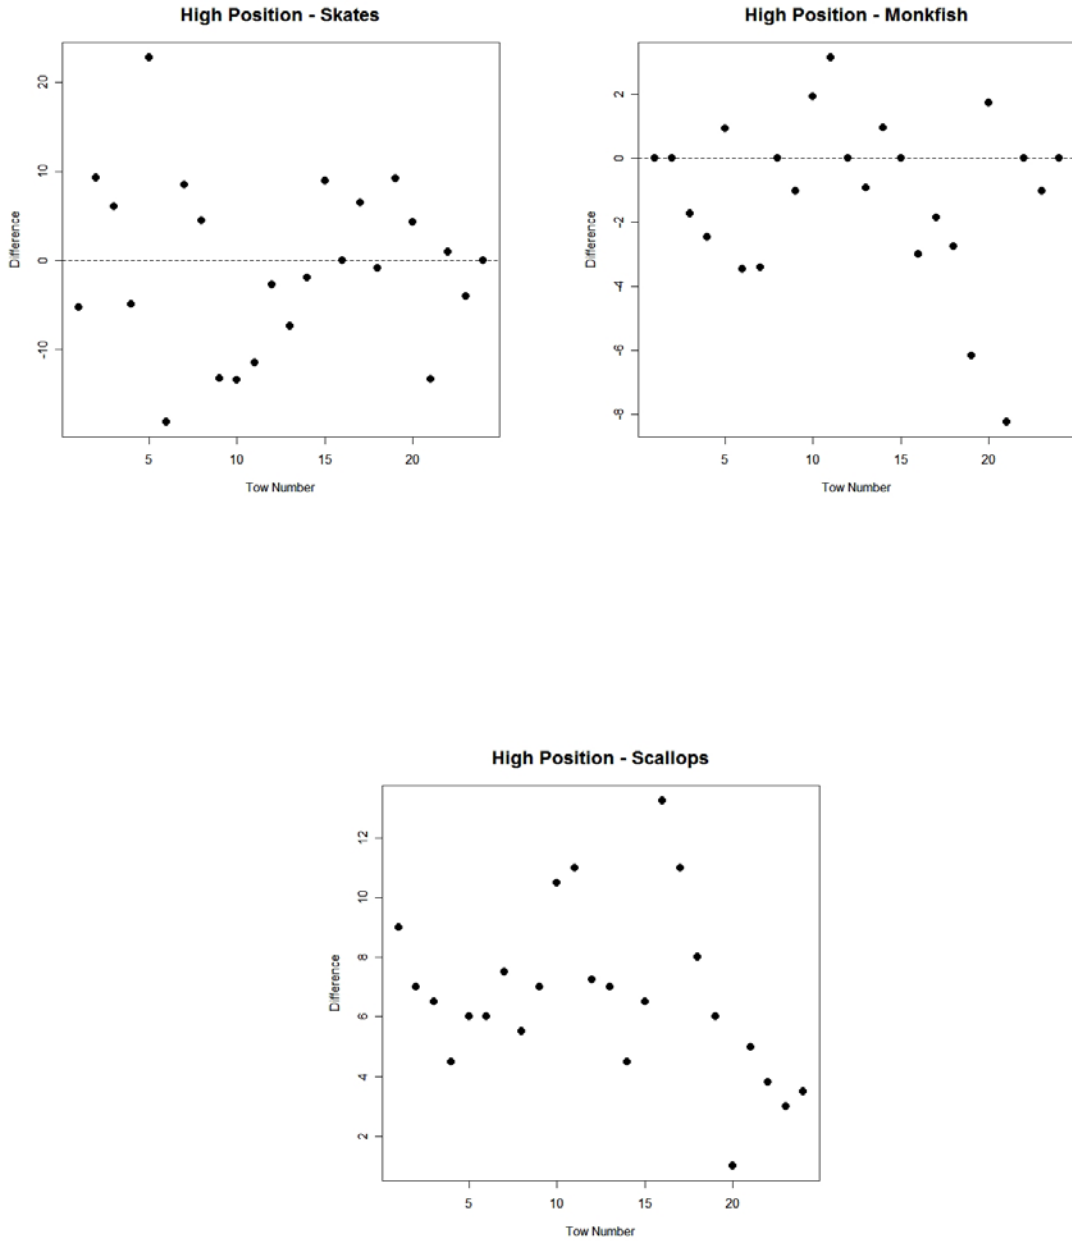 High Position - Skates
Difference
20
10
0
-10
5 10 15 20
Tow Number
High Position - Monkfish
Difference
2
0
-2
-4
-6
-8
5 10 15 20
Tow Number
High Position - Scallops
Difference
12
10
8
6
4
2
5 10 15 20
Tow Number